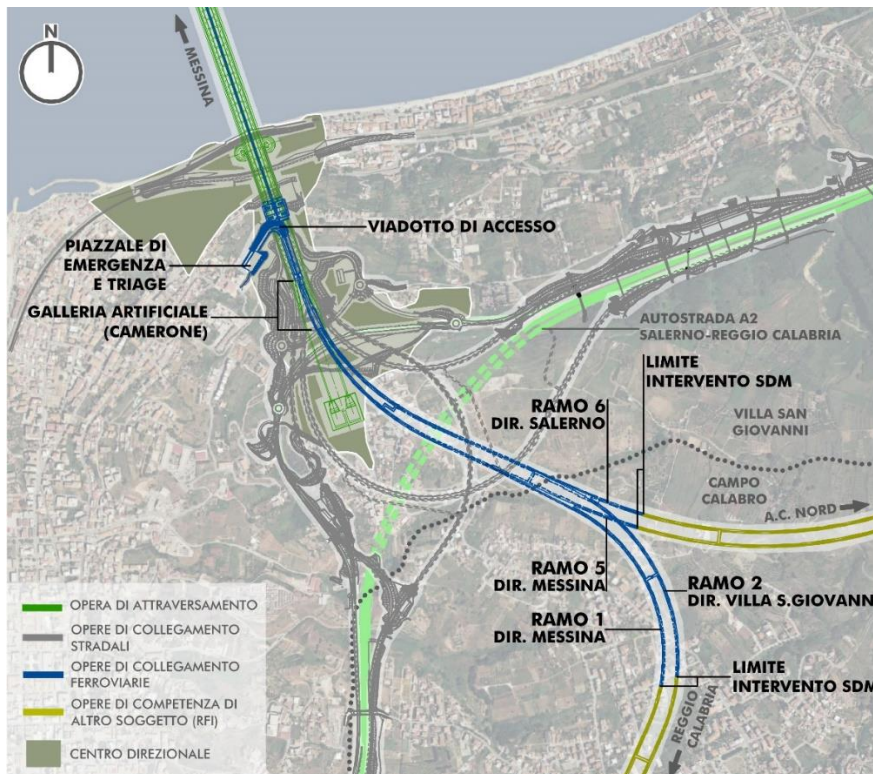 N
MESSINA
VIADOTTO DI ACCESSO
PIAZZALE DI
EMERGENZA
E TRIAGE
GALLERIA ARTIFICIALE
(CAMERONE)
AUTOSTRADA A2
SALERNO-REGGIO CALABRIA
LIMITE
INTERVENTO SDM
RAMO 6
DIR. SALERNO
VILLA SAN
GIOVANNI
CAMPO
CALABRO
A.C. NORD
RAMO 5
DIR. MESSINA
RAMO 2
DIR. VILLA S.GIOVANN
RAMO 1
DIR. MESSINA
LIMITE
INTERVENTO SDM
REGGIO
CALABRIA
OPERA DI ATTRAVERSAMENTO
OPERE DI COLLEGAMENTO
STRADALI
OPERE DI COLLEGAMENTO
FERROVIARIE
OPERE DI COMPETENZA DI
ALTRO SOGGETTO (RFI)
CENTRO DIREZIONALE